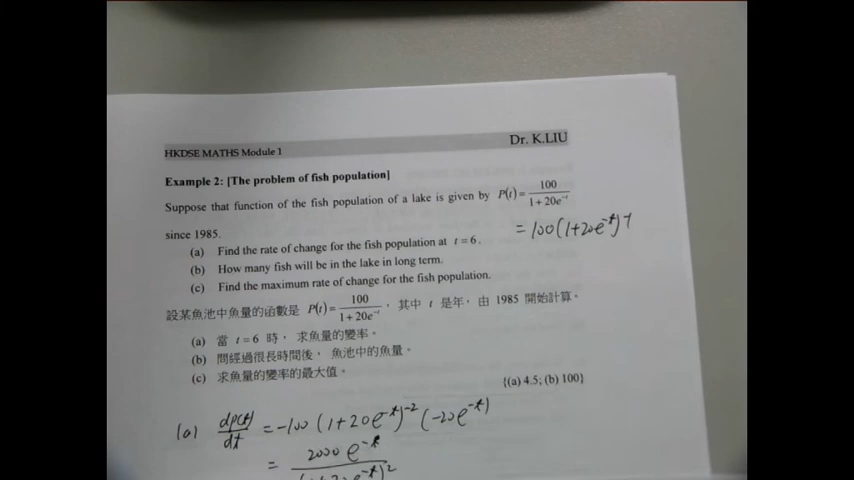 HKDSE MATHS Module 1 Dr. K.LIU
Example 2: [The problem of fish population]
Suppose that function of the fish population of a lake is given by P(t) = 100 / (1 + 20e^{-t})
since 1985. = 100(1+20e^{-t})^{-1}
(a) Find the rate of change for the fish population at t = 6.
(b) How many fish will be in the lake in long term.
(c) Find the maximum rate of change for the fish population.
設某魚池中魚量的函數是 P(t) = 100 / (1 + 20e^{-t}) , 其中 t 是年, 由 1985 開始計算。
(a) 當 t = 6 時, 求魚量的變率。
(b) 問經過很長時間後, 魚池中的魚量。
(c) 求魚量的變率的最大值。
{(a) 4.5; (b) 100}
(a) dp(t)/dt = -100 (1+20e^{-t})^{-2} (-20e^{-t})
= 2000 e^{-t} / (1+20e^{-t})^2